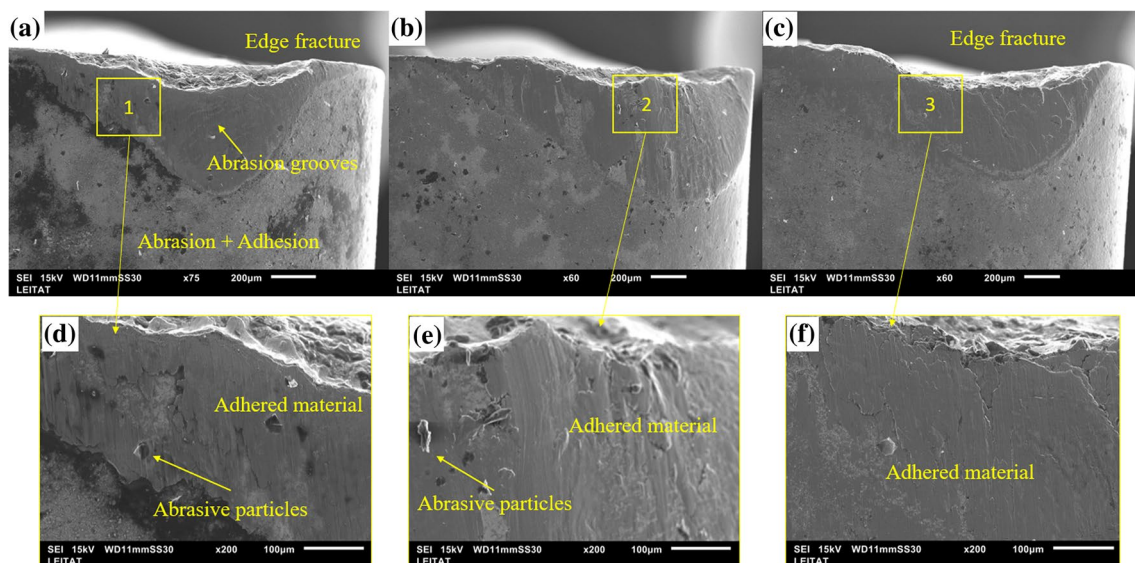 (a)
Edge fracture
1
Abrasion grooves
Abrasion + Adhesion
SEI 15kV WD11mmSS30 x75 200µm
LEITAT
(b)
2
SEI 15kV WD11mmSS30 x60 200µm
LEITAT
(c)
Edge fracture
3
SEI 15kV WD11mmSS30 x60 200µm
LEITAT
(d)
Adhered material
Abrasive particles
SEI 15kV WD11mmSS30 x200 100µm
LEITAT
(e)
Adhered material
Abrasive particles
SEI 15kV WD11mmSS30 x200 100µm
LEITAT
(f)
Adhered material
SEI 15kV WD11mmSS30 x200 100µm
LEITAT